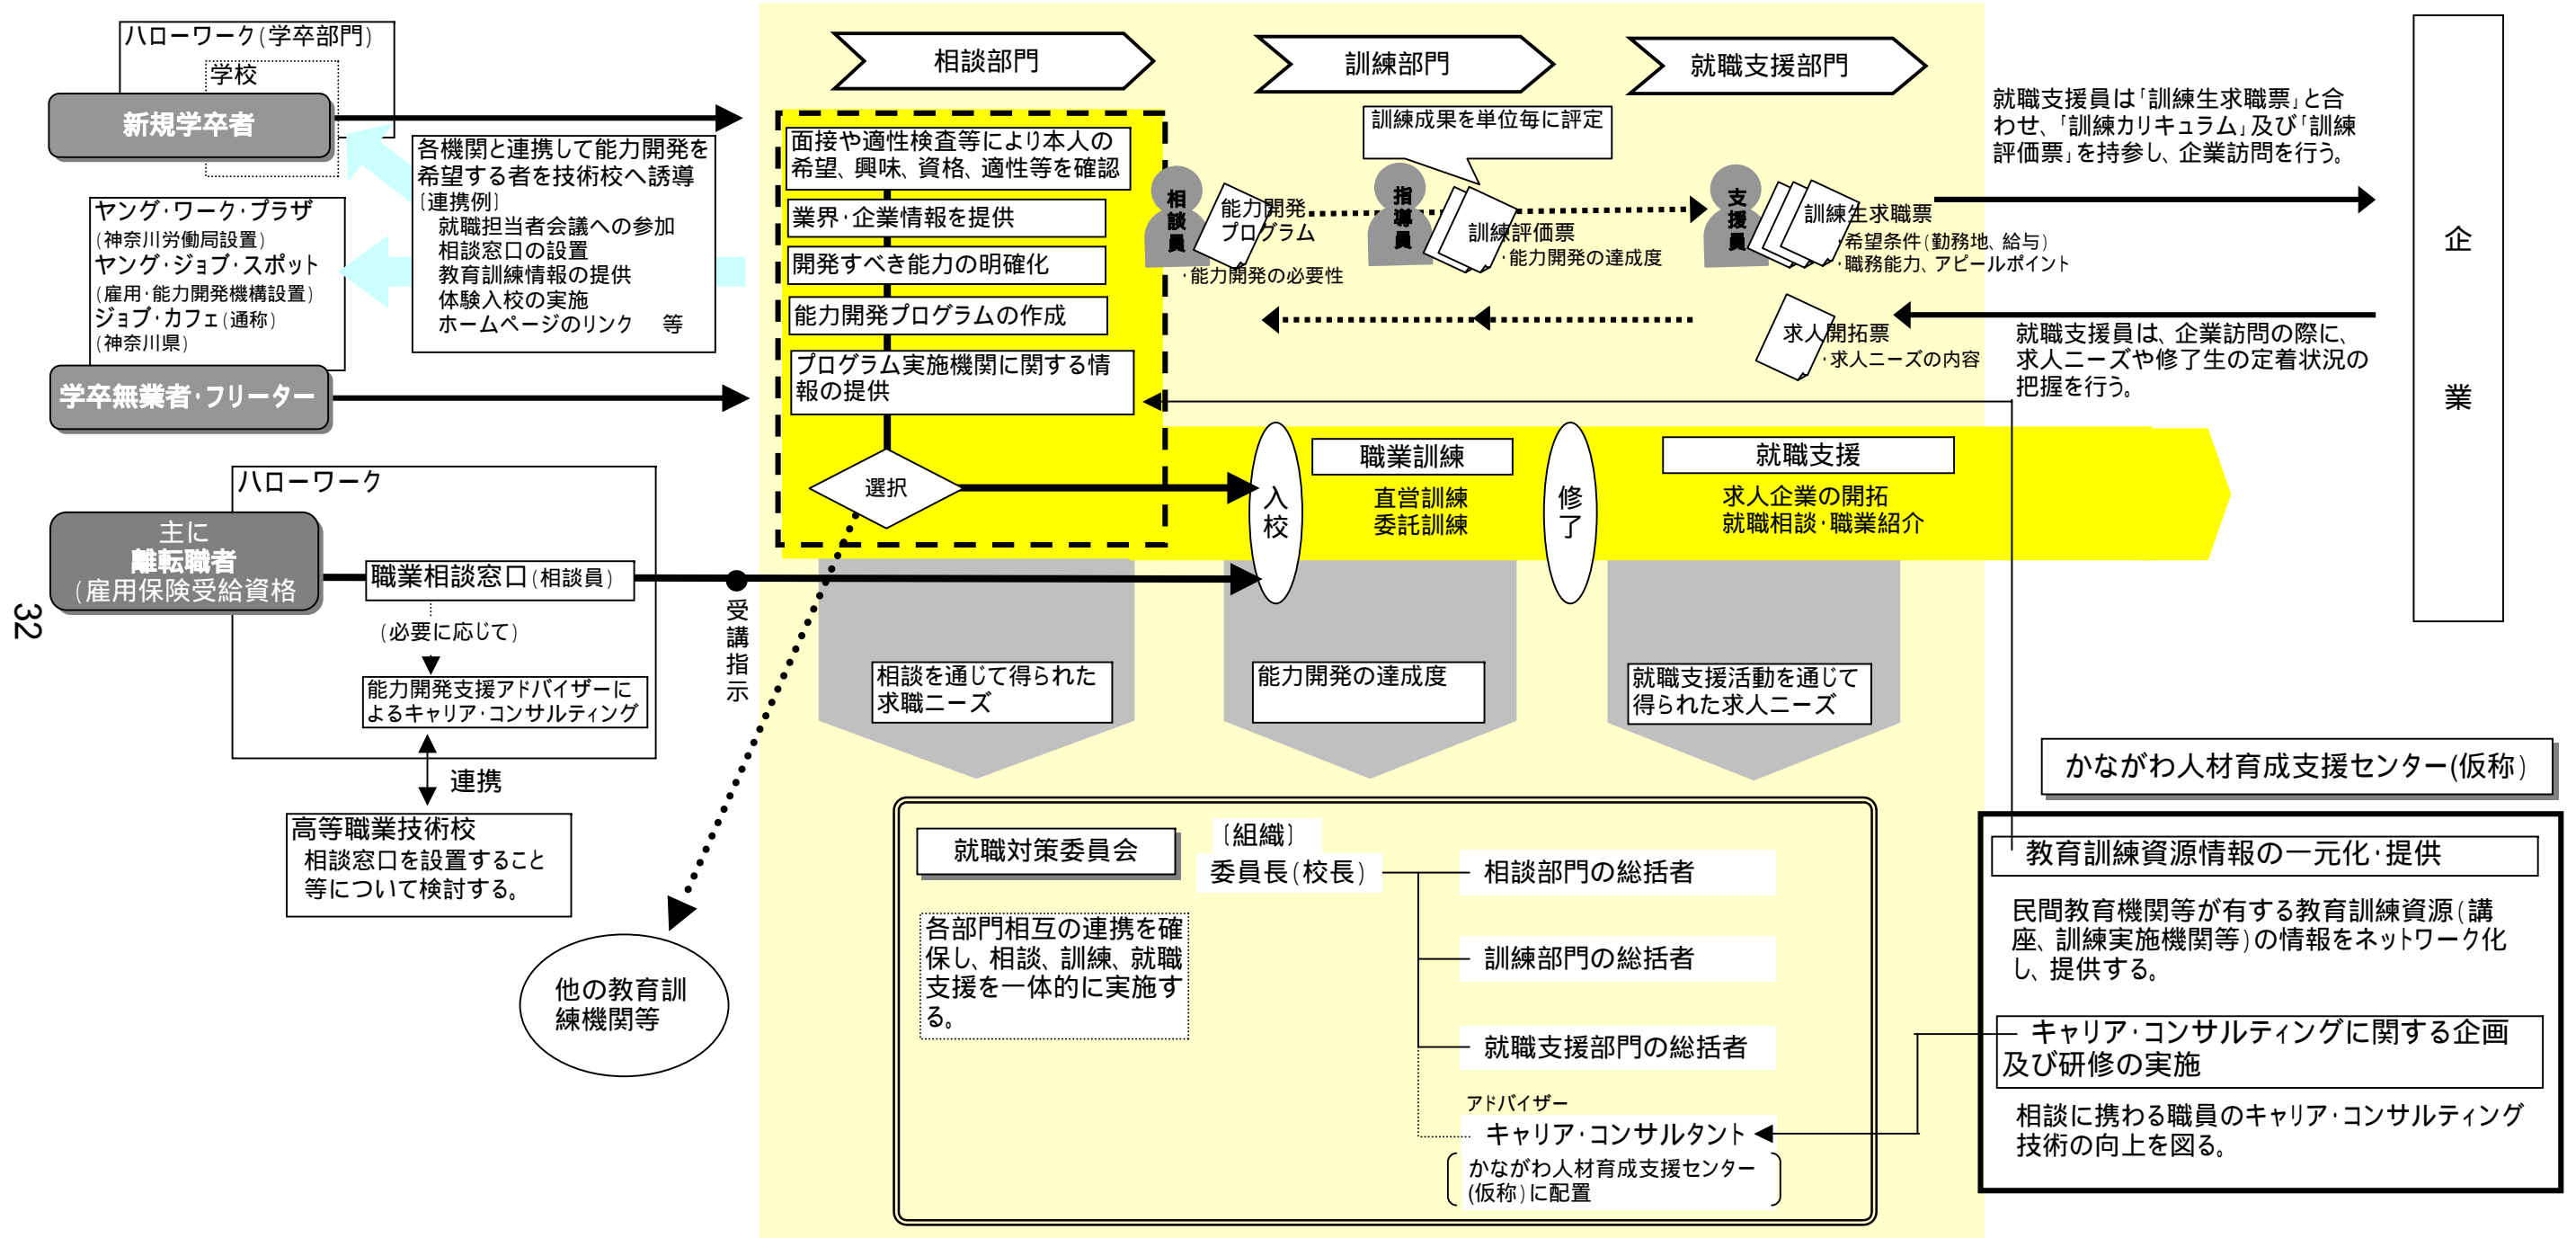 ハローワーク(学卒部門)
学校
新規学卒者
各機関と連携して能力開発を
希望する者を技術校へ誘導
〔連携例〕
就職担当者会議への参加
相談窓口の設置
教育訓練情報の提供
体験入校の実施
ホームページのリンク 等
ヤング・ワーク・プラザ
(神奈川労働局設置)
ヤング・ジョブ・スポット
(雇用・能力開発機構設置)
ジョブ・カフェ(通称)
(神奈川県)
学卒無業者・フリーター
ハローワーク
主に
離転職者
(雇用保険受給資格
職業相談窓口(相談員)
(必要に応じて)
能力開発支援アドバイザーに
よるキャリア・コンサルティング
連携
高等職業技術校
相談窓口を設置すること
等について検討する。
受講指示
他の教育訓
練機関等
32
相談部門
訓練部門
就職支援部門
面接や適性検査等により本人の
希望、興味、資格、適性等を確認
業界・企業情報を提供
開発すべき能力の明確化
能力開発プログラムの作成
プログラム実施機関に関する情
報の提供
選択
相談員
能力開発
プログラム
・能力開発の必要性
訓練成果を単位毎に評定
指導員
訓練評価票
・能力開発の達成度
支援員
訓練生求職票
・希望条件(勤務地、給与)
・職務能力、アピールポイント
求人開拓票
・求人ニーズの内容
就職支援員は「訓練生求職票」と合
わせ、「訓練カリキュラム」及び「訓練
評価票」を持参し、企業訪問を行う。
就職支援員は、企業訪問の際に、
求人ニーズや修了生の定着状況の
把握を行う。
企業
入校
職業訓練
直営訓練
委託訓練
修了
就職支援
求人企業の開拓
就職相談・職業紹介
相談を通じて得られた
求職ニーズ
能力開発の達成度
就職支援活動を通じて
得られた求人ニーズ
就職対策委員会
〔組織〕
委員長(校長)
相談部門の総括者
訓練部門の総括者
就職支援部門の総括者
各部門相互の連携を確
保し、相談、訓練、就職
支援を一体的に実施す
る。
アドバイザー
キャリア・コンサルタント
かながわ人材育成支援センター
(仮称)に配置
かながわ人材育成支援センター(仮称)
教育訓練資源情報の一元化・提供
民間教育機関等が有する教育訓練資源(講
座、訓練実施機関等)の情報をネットワーク化
し、提供する。
キャリア・コンサルティングに関する企画
及び研修の実施
相談に携わる職員のキャリア・コンサルティング
技術の向上を図る。